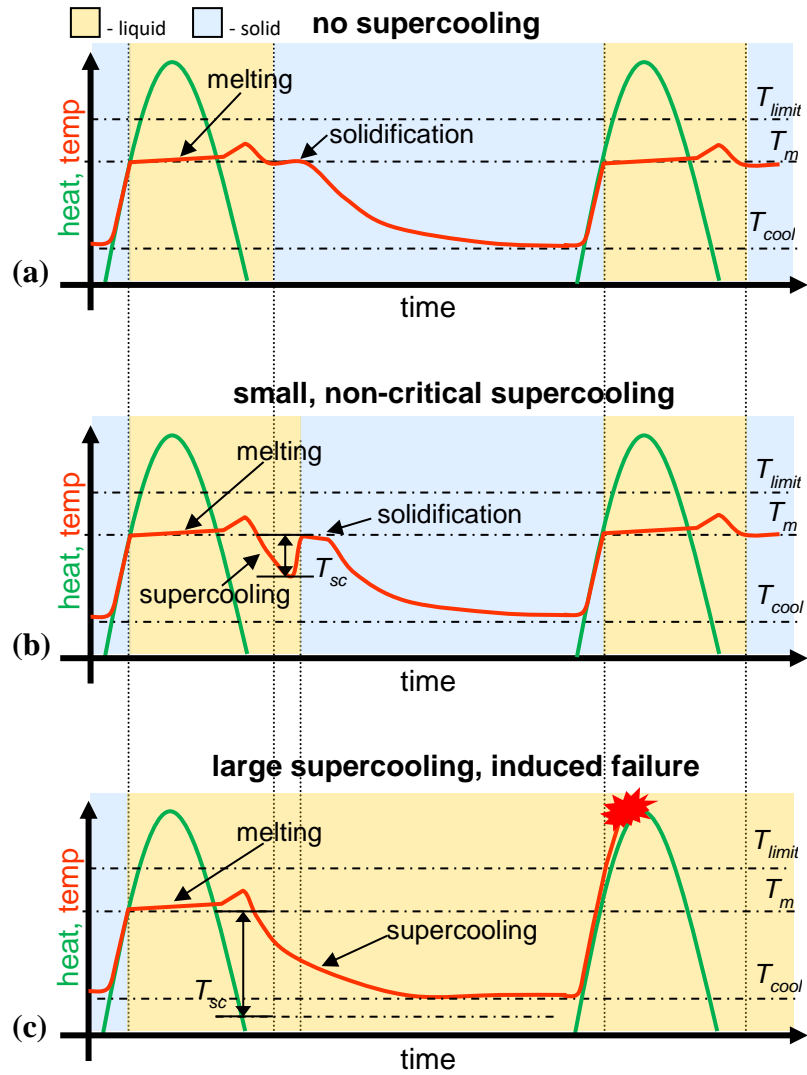 - liquid
- solid
no supercooling
melting
solidification
T_limit
T_m
T_cool
heat, temp
(a)
time
small, non-critical supercooling
melting
solidification
supercooling
T_sc
T_limit
T_m
T_cool
heat, temp
(b)
time
large supercooling, induced failure
melting
supercooling
T_sc
T_limit
T_m
T_cool
heat, temp
(c)
time